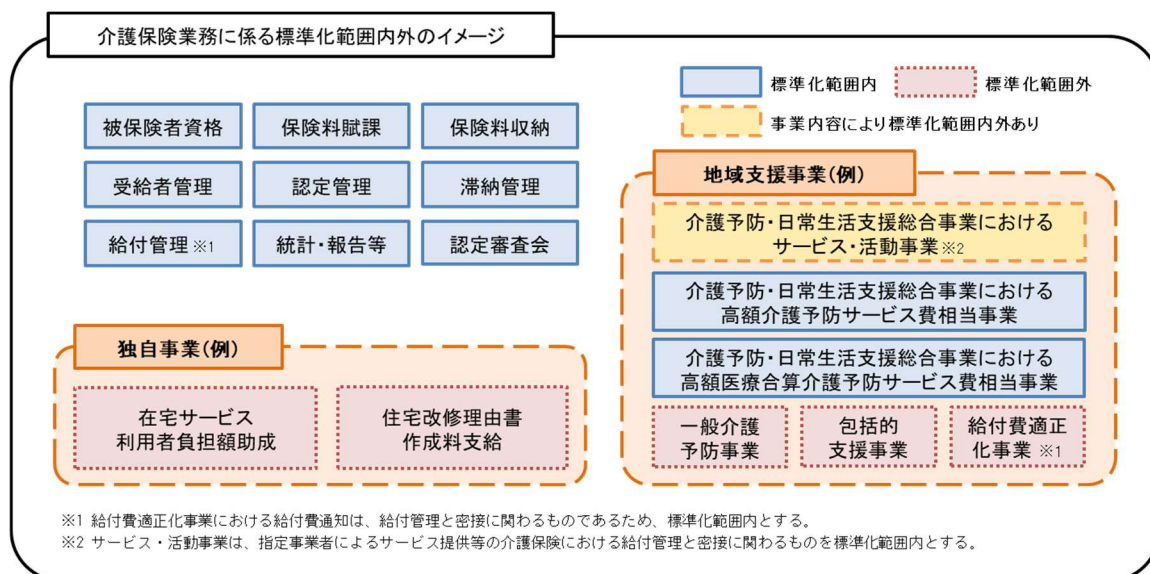 介護保険業務に係る標準化範囲内外のイメージ
標準化範囲内
標準化範囲外
事業内容により標準化範囲内外あり
被保険者資格
保険料賦課
保険料収納
受給者管理
認定管理
滞納管理
給付管理 ※1
統計・報告等
認定審査会
地域支援事業(例)
介護予防・日常生活支援総合事業における
サービス・活動事業※2
介護予防・日常生活支援総合事業における
高額介護予防サービス費相当事業
介護予防・日常生活支援総合事業における
高額医療合算介護予防サービス費相当事業
一般介護
予防事業
包括的
支援事業
給付費適正
化事業 ※1
独自事業(例)
在宅サービス
利用者負担額助成
住宅改修理由書
作成料支給
※1 給付費適正化事業における給付費通知は、給付管理と密接に関わるものであるため、標準化範囲内とする。
※2 サービス・活動事業は、指定事業者によるサービス提供等の介護保険における給付管理と密接に関わるものを標準化範囲内とする。